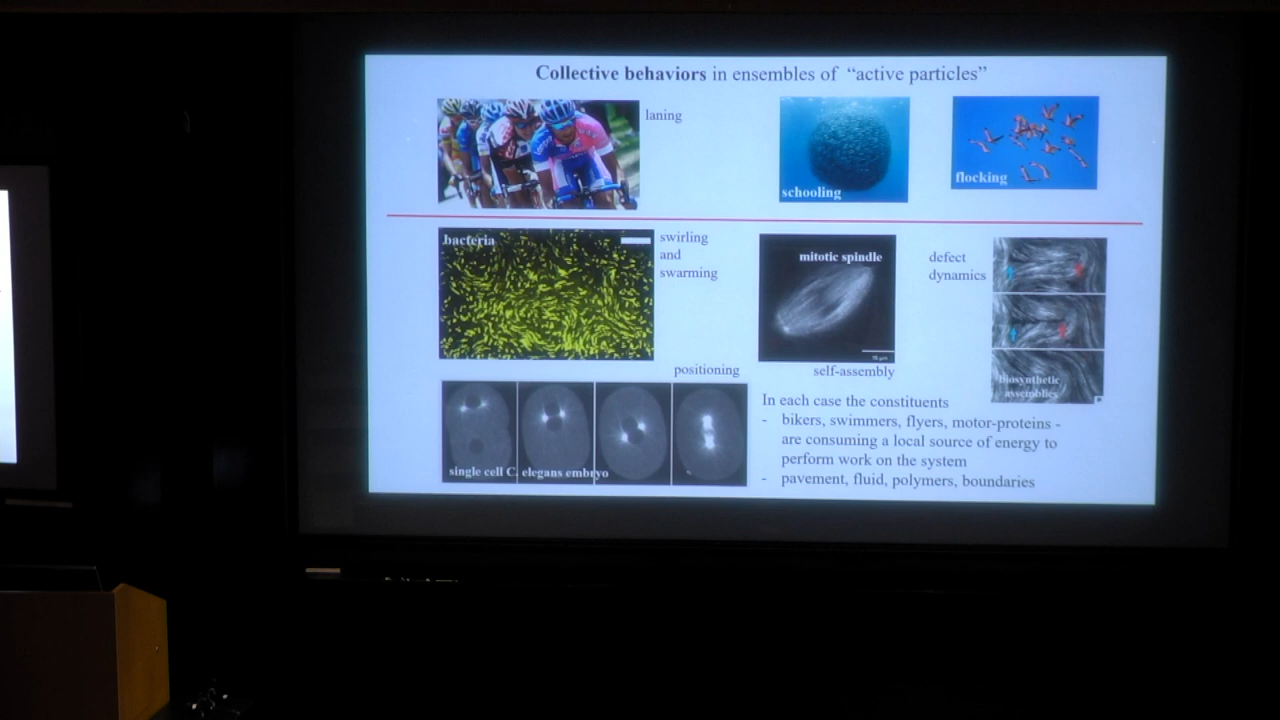 Collective behaviors in ensembles of “active particles”
laning
schooling
flocking
bacteria
swirling
and
swarming
mitotic spindle
defect
dynamics
positioning
self-assembly
biosynthetic
assemblies
single cell C. elegans embryo
In each case the constituents
- bikers, swimmers, flyers, motor-proteins -
are consuming a local source of energy to
perform work on the system
- pavement, fluid, polymers, boundaries